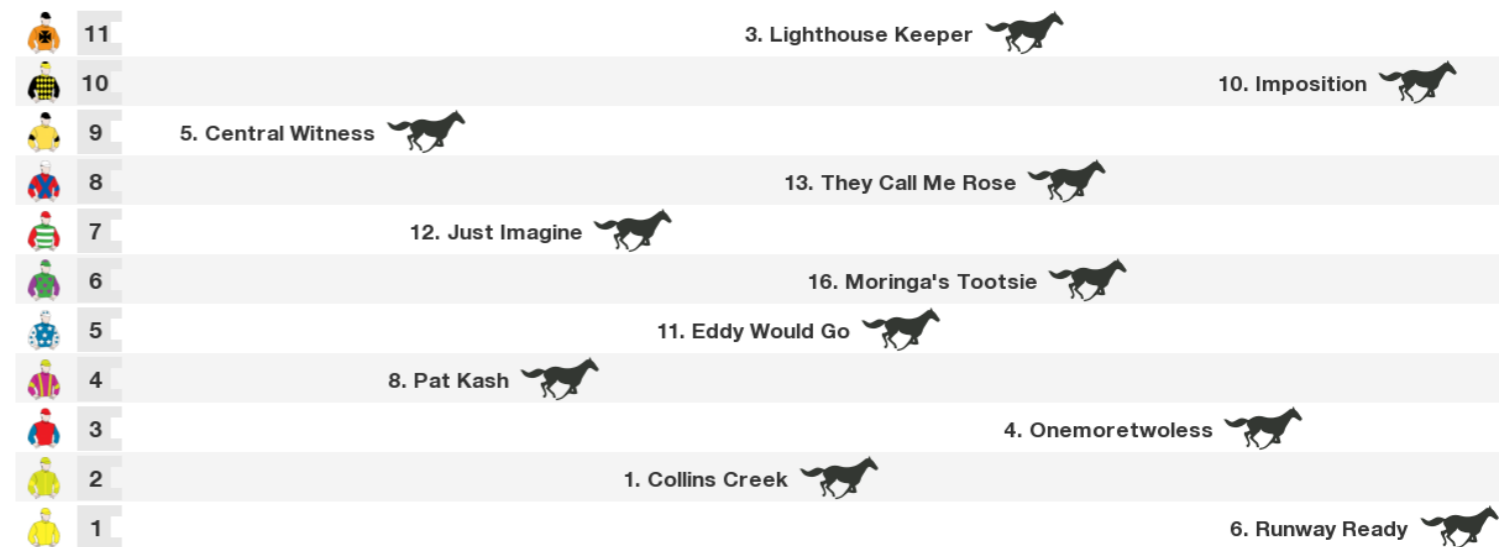 11 3. Lighthouse Keeper
10 10. Imposition
9 5. Central Witness
8 13. They Call Me Rose
7 12. Just Imagine
6 16. Moringa's Tootsie
5 11. Eddy Would Go
4 8. Pat Kash
3 4. Onemoretwoless
2 1. Collins Creek
1 6. Runway Ready